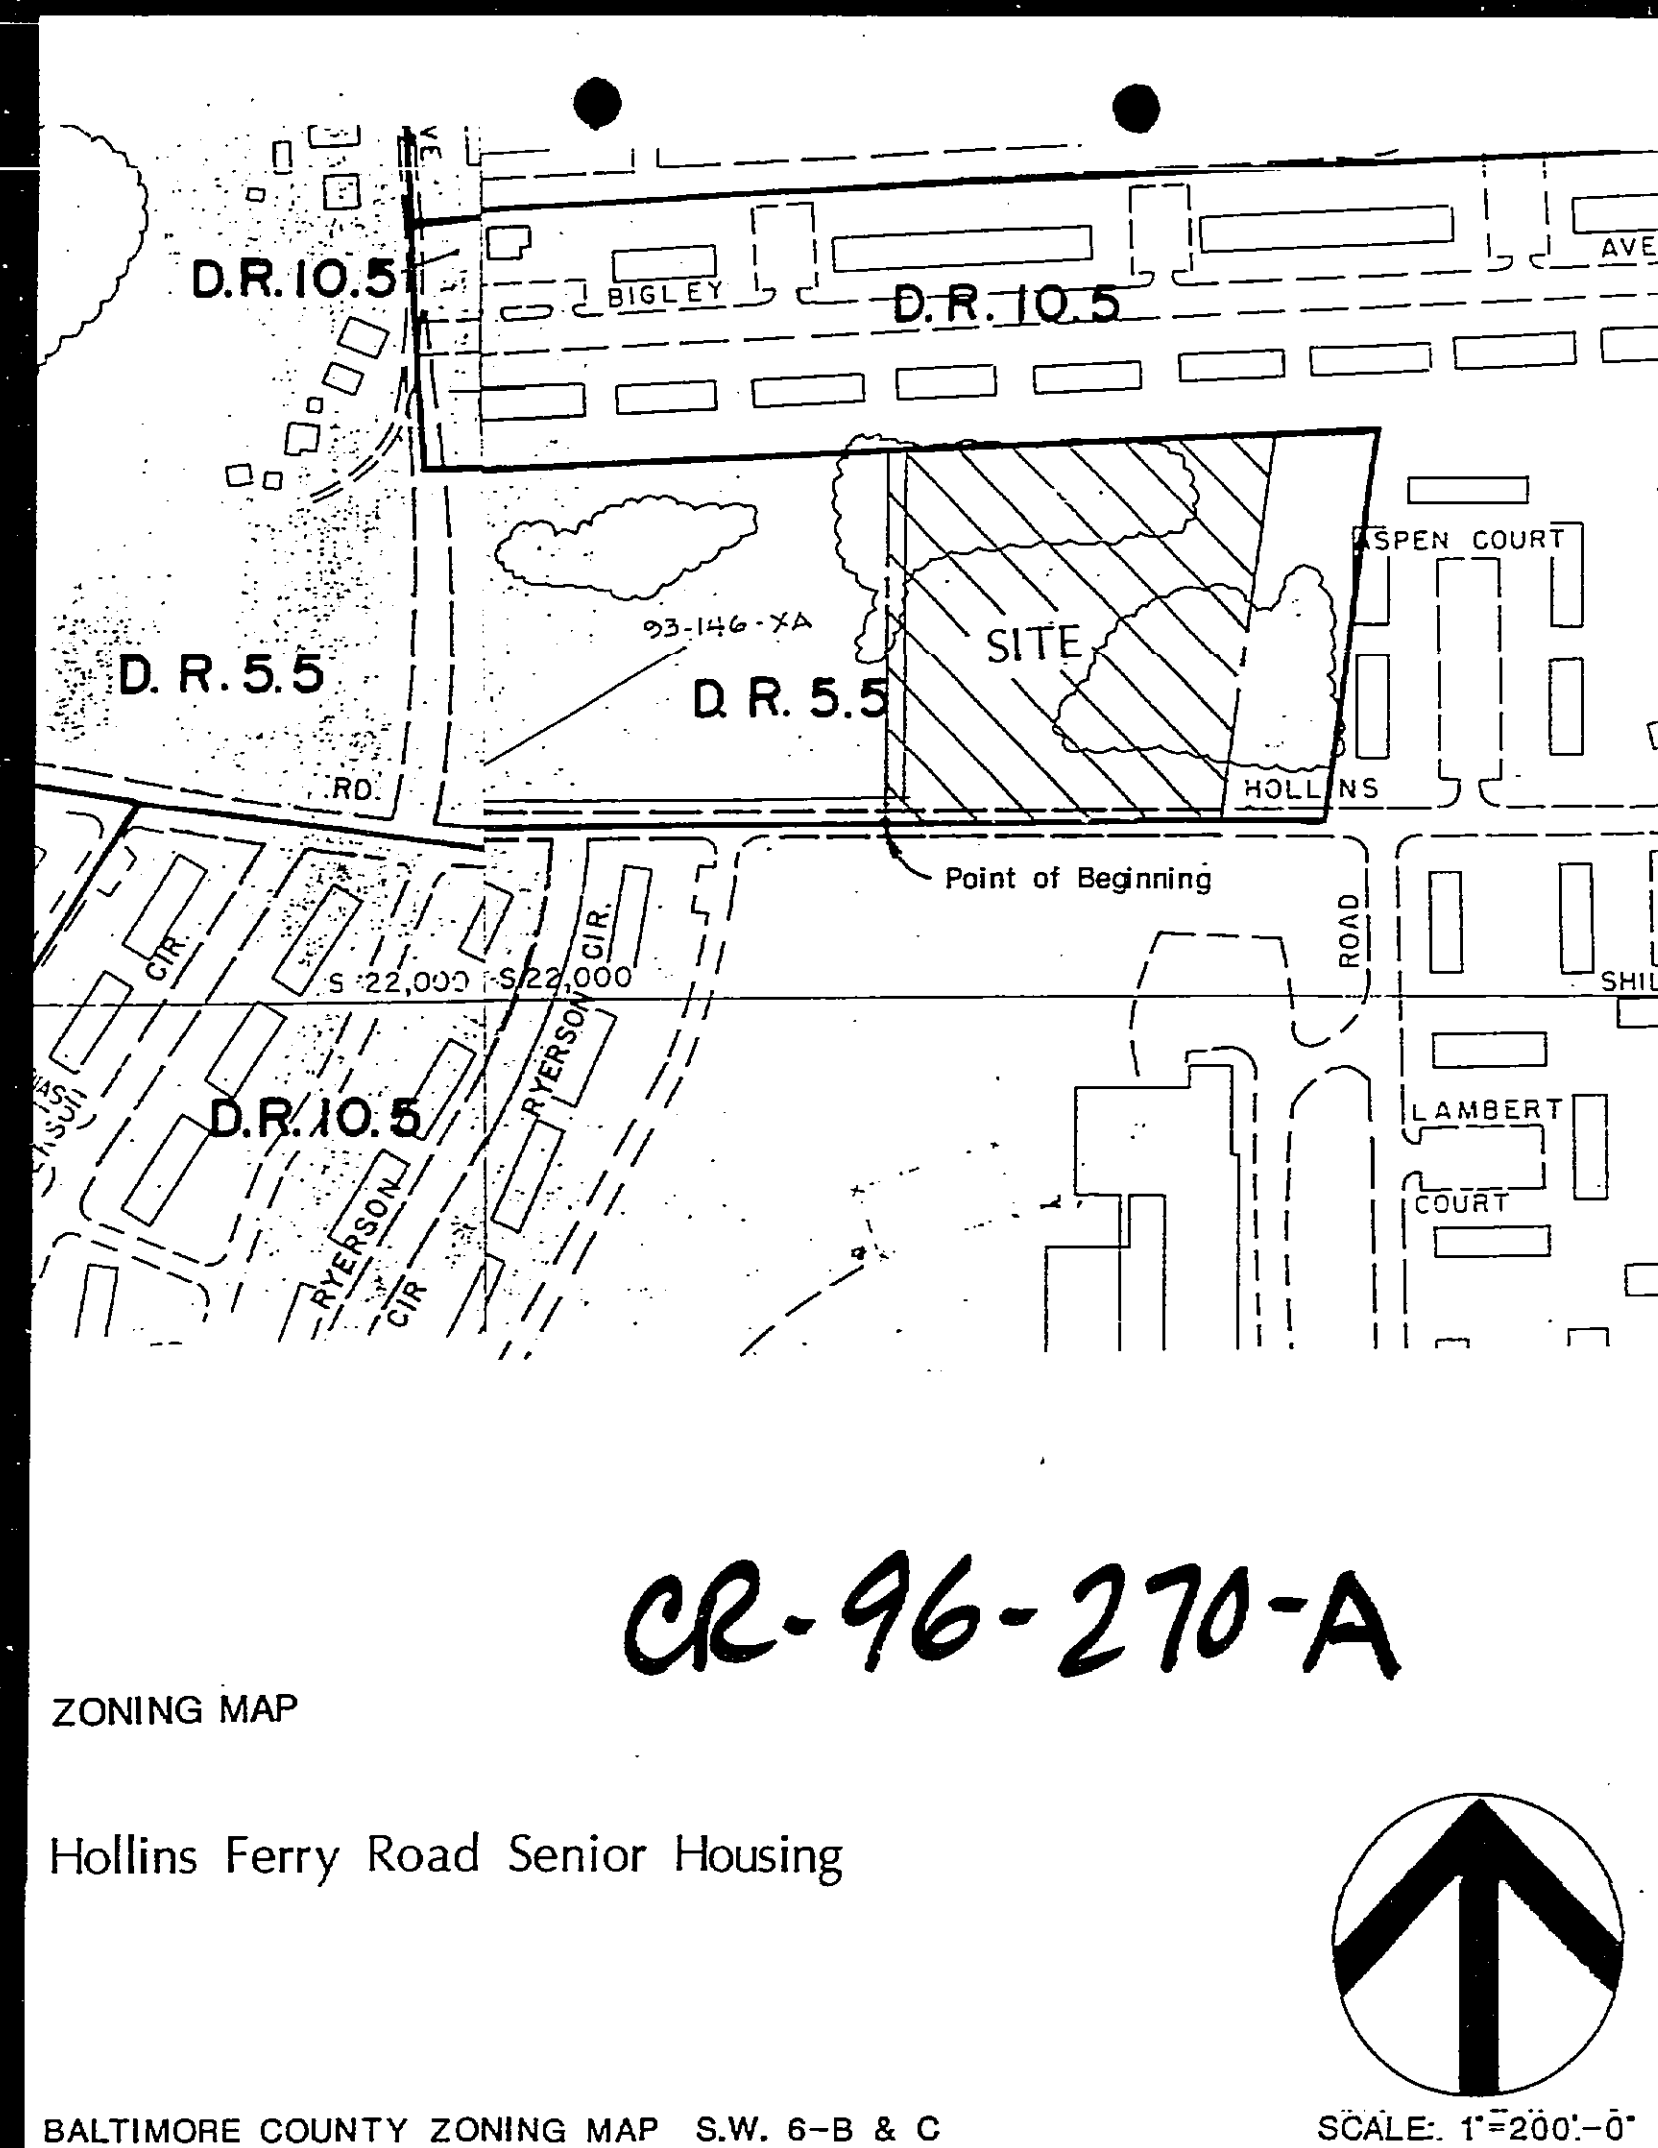 VE
D.R.10.5
BIGLEY
AVE
D.R. 10.5
ASPEN COURT
93-146-XA
SITE
D. R. 5.5
D. R. 5.5
RD.
HOLLINS
Point of Beginning
CIR.
CIR.
ROAD
S 22,000
S 22,000
SHIL
RYERSON
D.R. 10.5
LAMBERT
COURT
RYERSON
CIR
CR-96-270-A
ZONING MAP
Hollins Ferry Road Senior Housing
BALTIMORE COUNTY ZONING MAP S.W. 6-B & C
SCALE: 1"=200'-0"